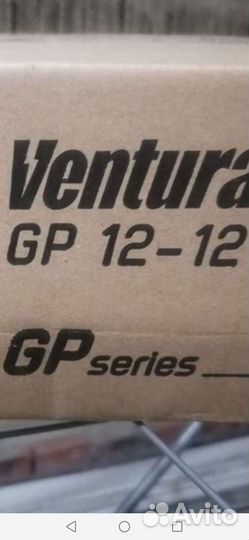 Ventura
GP 12-12
GP series
Avito